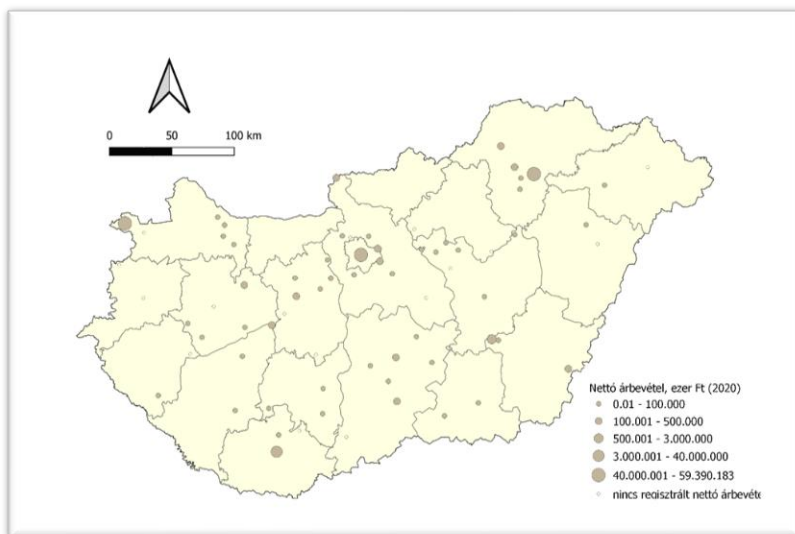 0 50 100 km
Nettó árbevétel, ezer Ft (2020)
0.01 - 100.000
100.001 - 500.000
500.001 - 3.000.000
3.000.001 - 40.000.000
40.000.001 - 59.390.183
nincs regisztrált nettó árbevéte